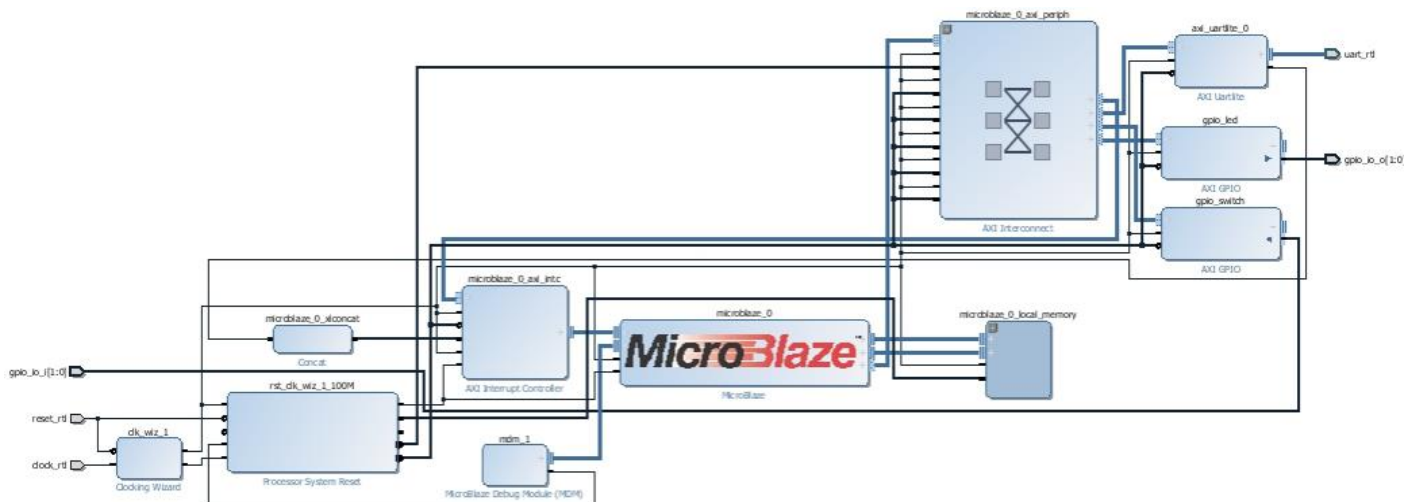 microblaze_0_axi_periph
AXI Interconnect
axi_uartlite_0
AXI Uartlite
uart_rtl
gpio_led
AXI GPIO
gpio_io_o[1:0]
gpio_switch
AXI GPIO
microblaze_0_axi_intc
AXI Interrupt Controller
microblaze_0_xlconcat
Concat
microblaze_0
MicroBlaze
MicroBlaze
microblaze_0_local_memory
gpio_io_i[1:0]
rst_clk_wiz_1_100M
Processor System Reset
reset_rtl
clk_wiz_1
Clocking Wizard
clock_rtl
mdm_1
MicroBlaze Debug Module (MDM)